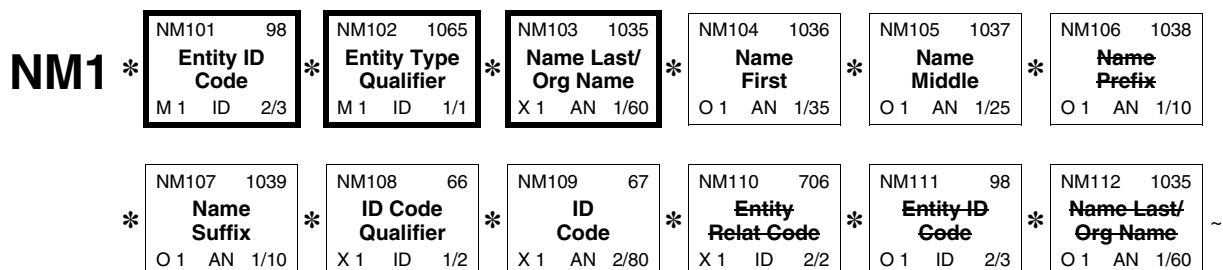 NM101 98 NM102 1065 NM103 1035 NM104 1036 NM105 1037 NM106 1038
NM1 * Entity ID Code * Entity Type Qualifier * Name Last/ Org Name * Name First * Name Middle * Name Prefix
M 1 ID 2/3 M 1 ID 1/1 X 1 AN 1/60 O 1 AN 1/35 O 1 AN 1/25 O 1 AN 1/10
NM107 1039 NM108 66 NM109 67 NM110 706 NM111 98 NM112 1035
* Name Suffix * ID Code Qualifier * ID Code * Entity Relat Code * Entity ID Code * Name Last/ Org Name ~
O 1 AN 1/10 X 1 ID 1/2 X 1 AN 2/80 X 1 ID 2/2 O 1 ID 2/3 O 1 AN 1/60